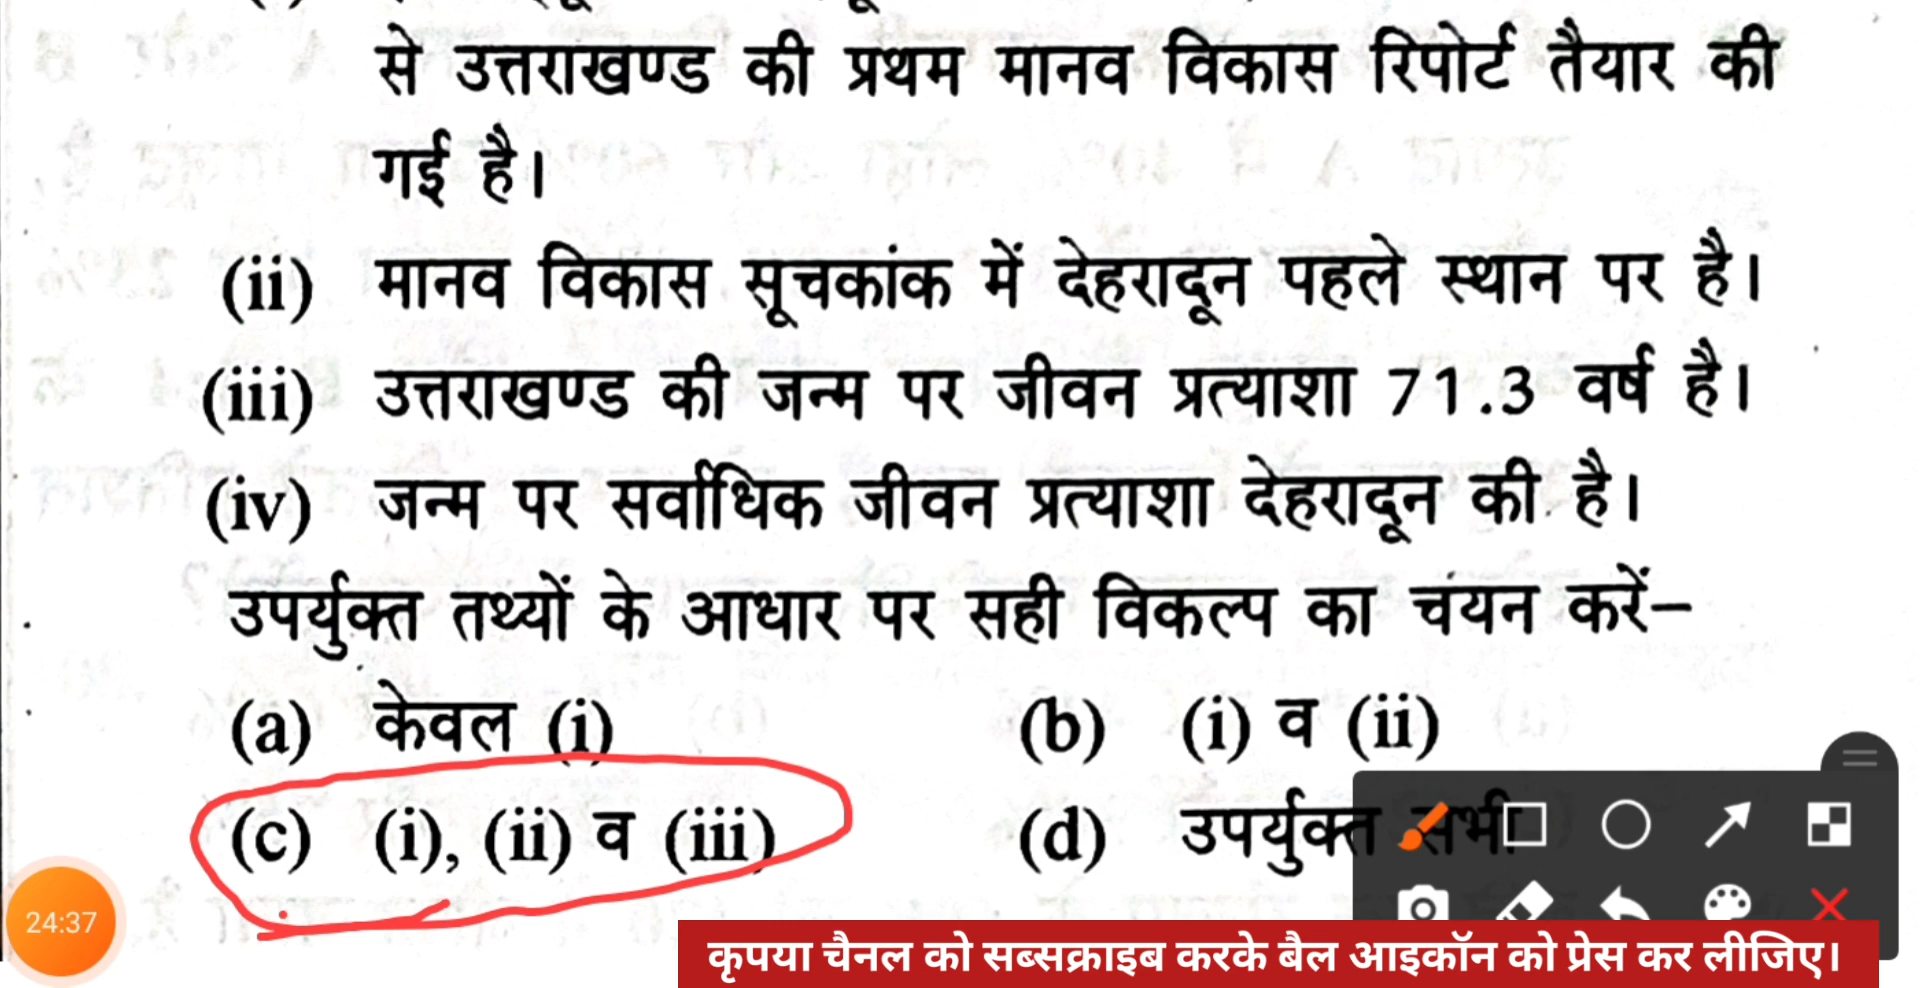 से उत्तराखण्ड की प्रथम मानव विकास रिपोर्ट तैयार की
गई है।
(ii) मानव विकास सूचकांक में देहरादून पहले स्थान पर है।
(iii) उत्तराखण्ड की जन्म पर जीवन प्रत्याशा 71.3 वर्ष है।
(iv) जन्म पर सर्वाधिक जीवन प्रत्याशा देहरादून की है।
उपर्युक्त तथ्यों के आधार पर सही विकल्प का चयन करें–
(a) केवल (i) (b) (i) व (ii)
(c) (i), (ii) व (iii) (d) उपर्युक्त सभी
24:37
कृपया चैनल को सब्सक्राइब करके बैल आइकॉन को प्रेस कर लीजिए।